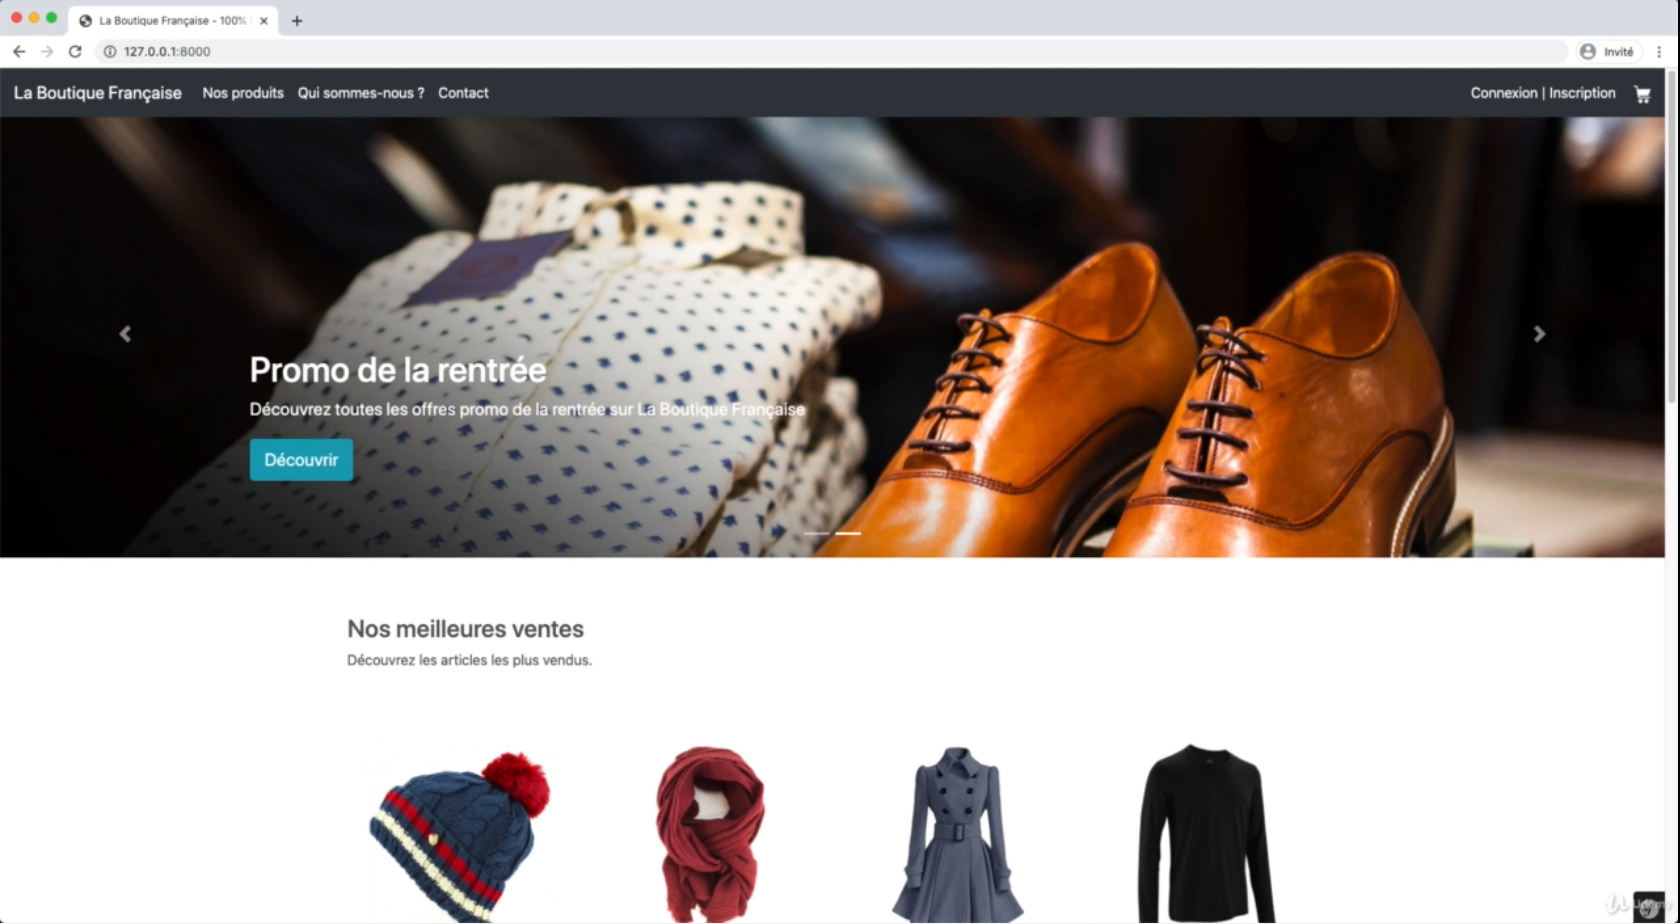 La Boutique Française - 100%
127.0.0.1:8000
Invité
La Boutique Française Nos produits Qui sommes-nous ? Contact Connexion | Inscription
Promo de la rentrée
Découvrez toutes les offres promo de la rentrée sur La Boutique Française
Découvrir
Nos meilleures ventes
Découvrez les articles les plus vendus.